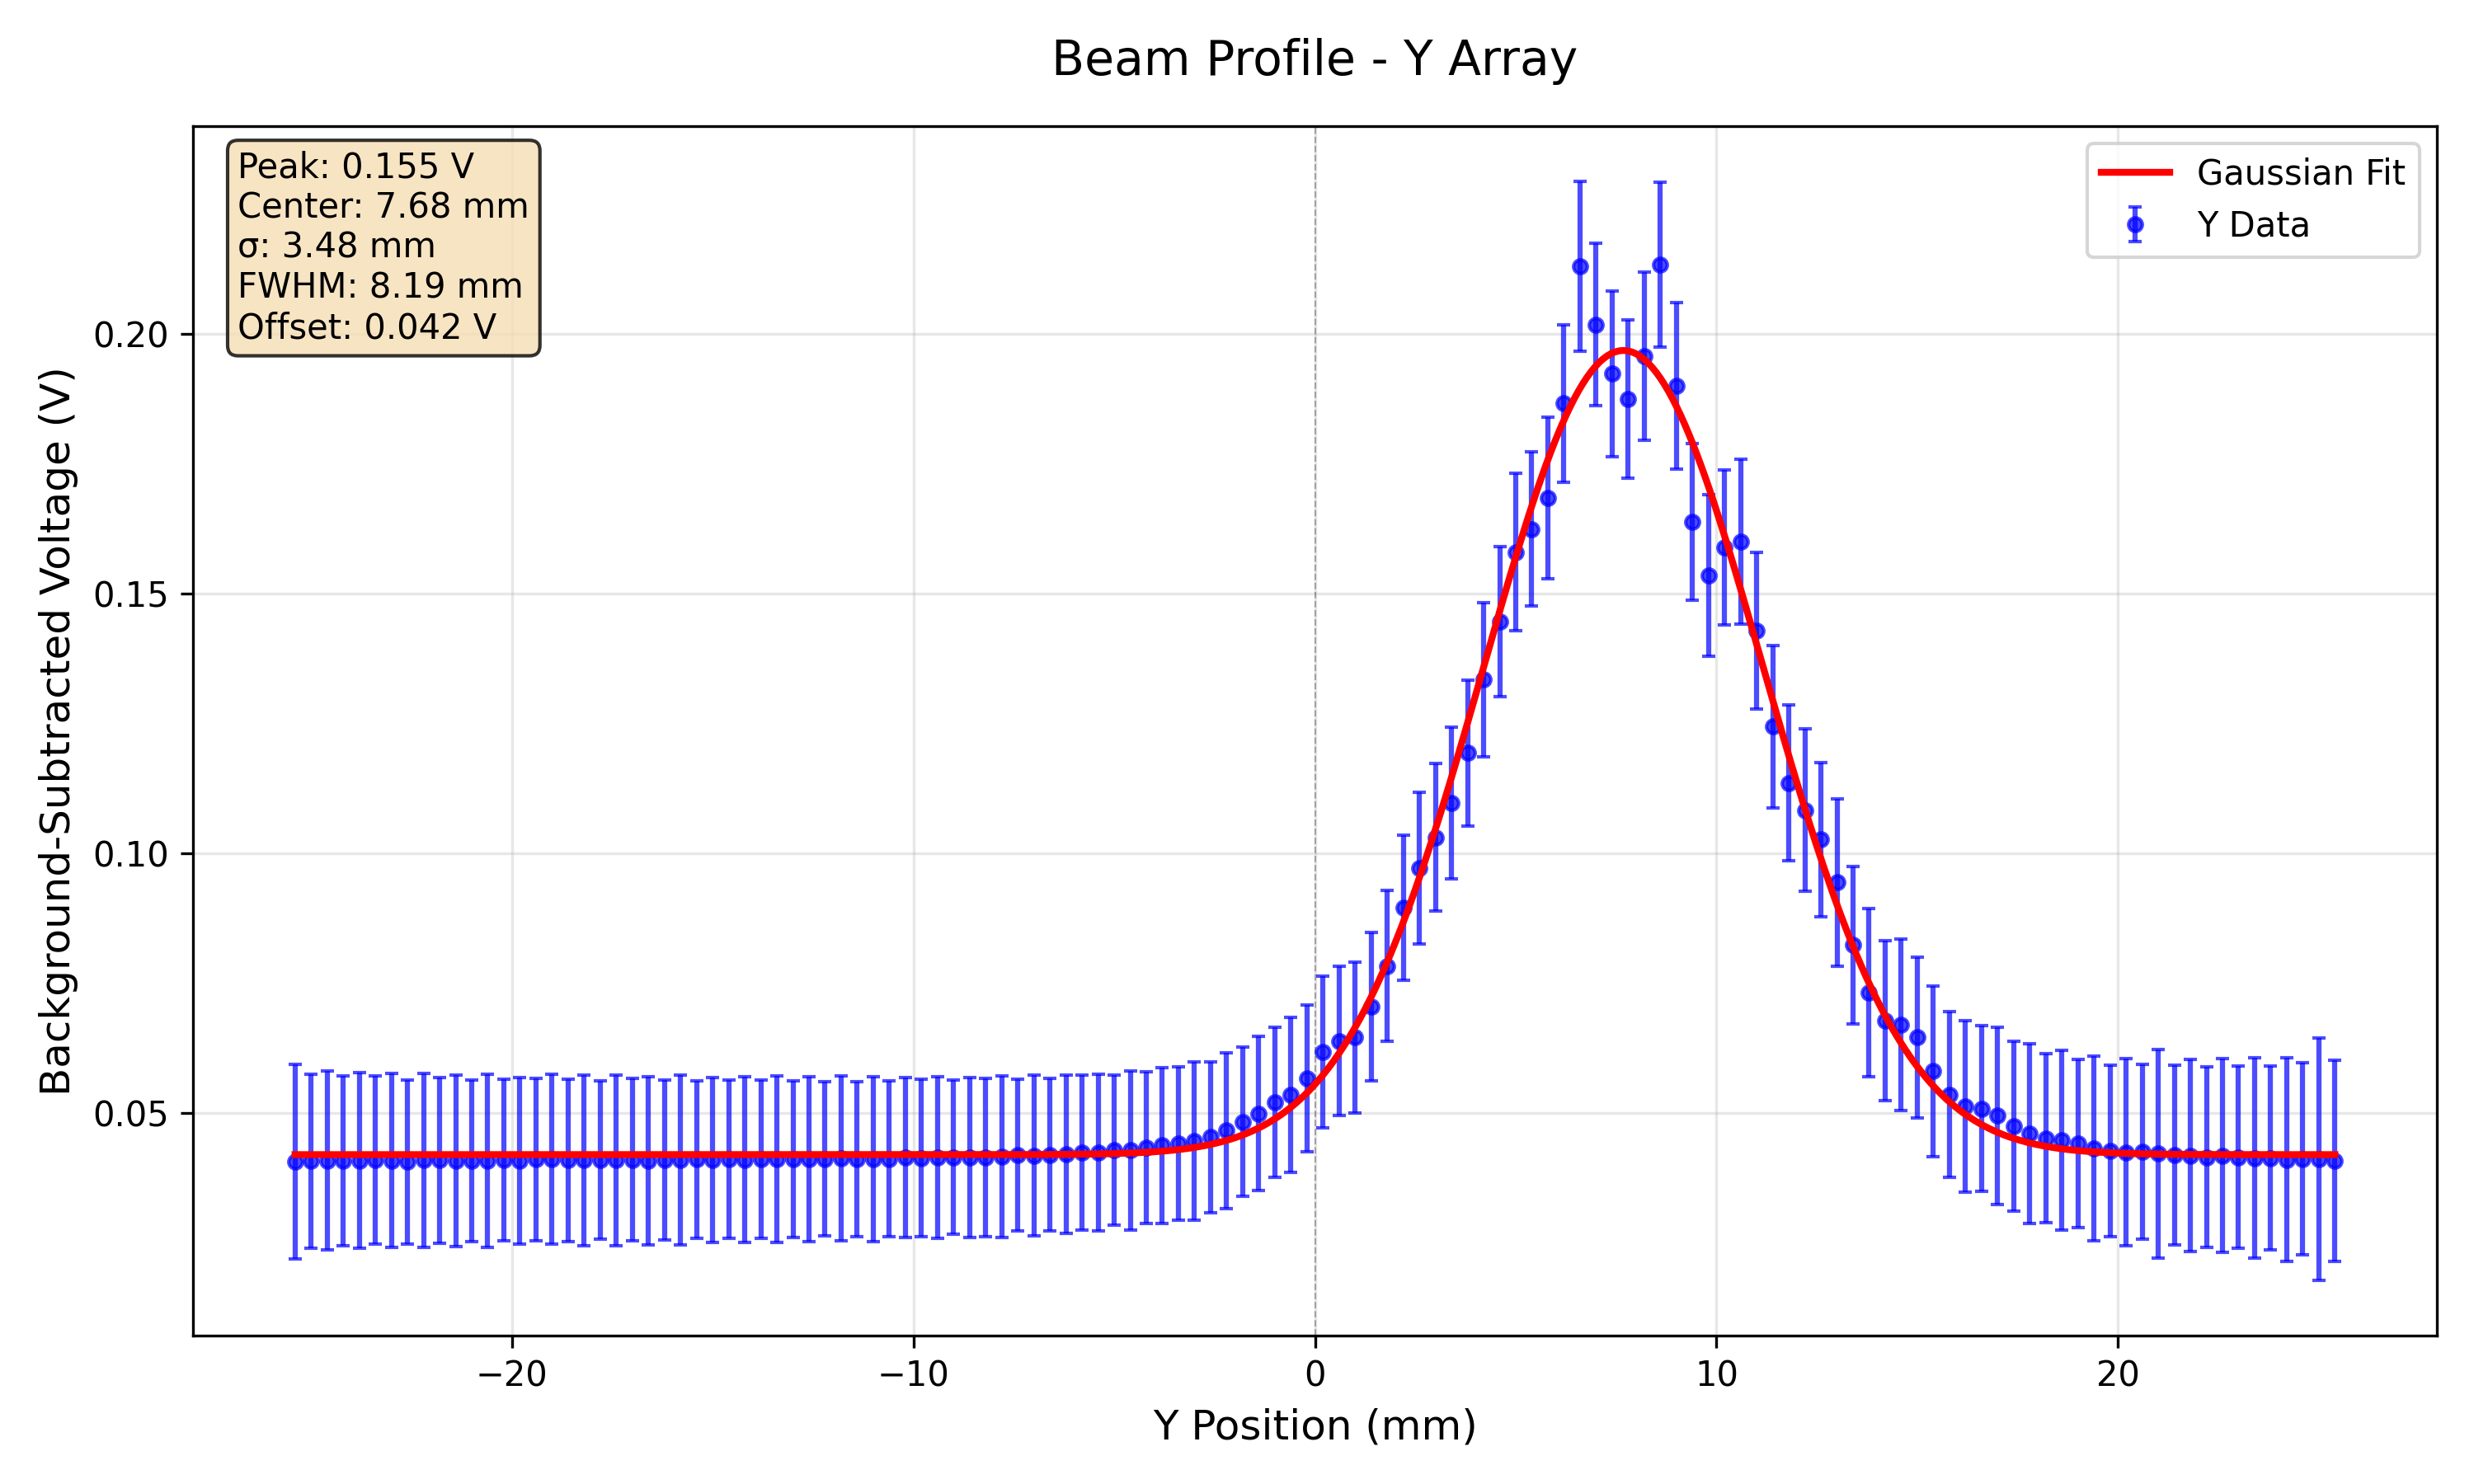 Beam Profile - Y Array
Peak: 0.155 V
Center: 7.68 mm
σ: 3.48 mm
FWHM: 8.19 mm
Offset: 0.042 V
Gaussian Fit
Y Data
Background-Subtracted Voltage (V)
0.20
0.15
0.10
0.05
−20
−10
0
10
20
Y Position (mm)